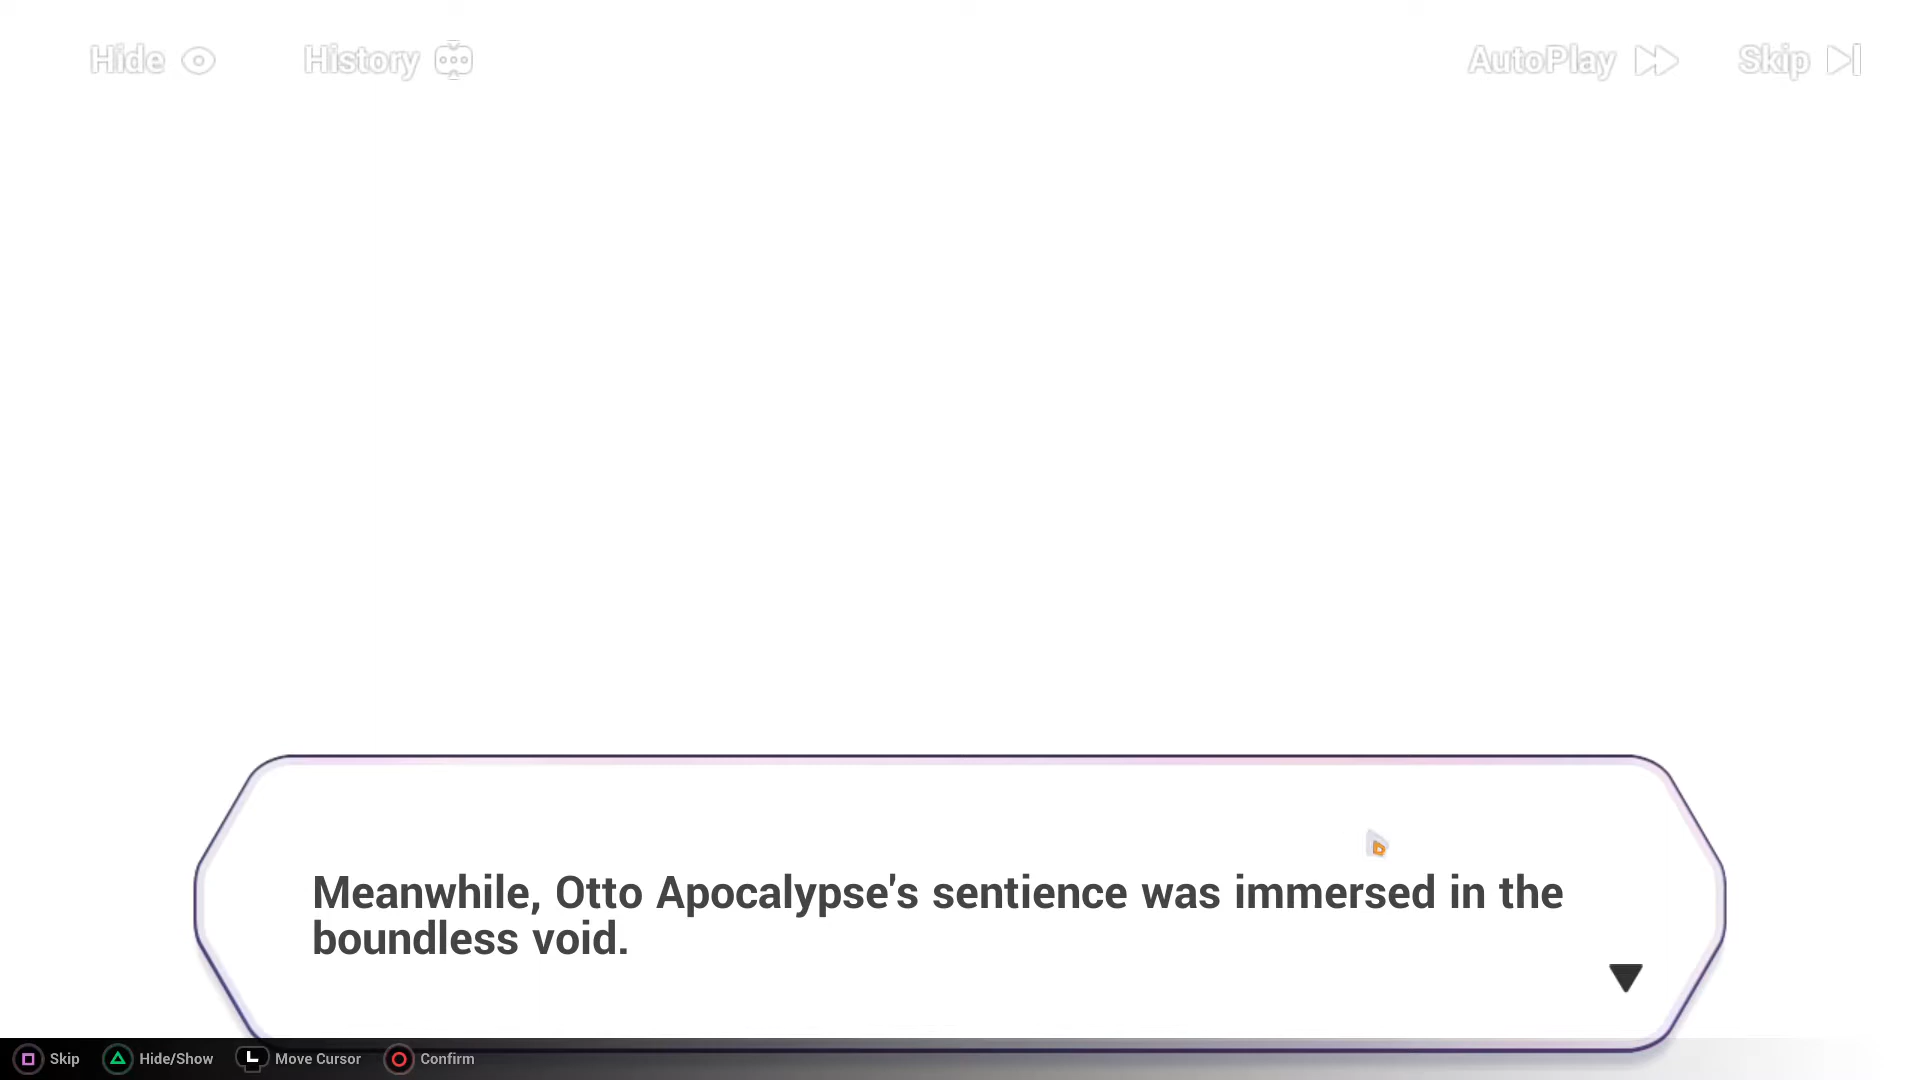 Hide
History
AutoPlay
Skip
Meanwhile, Otto Apocalypse's sentience was immersed in the
boundless void.
Skip
Hide/Show
L
Move Cursor
Confirm